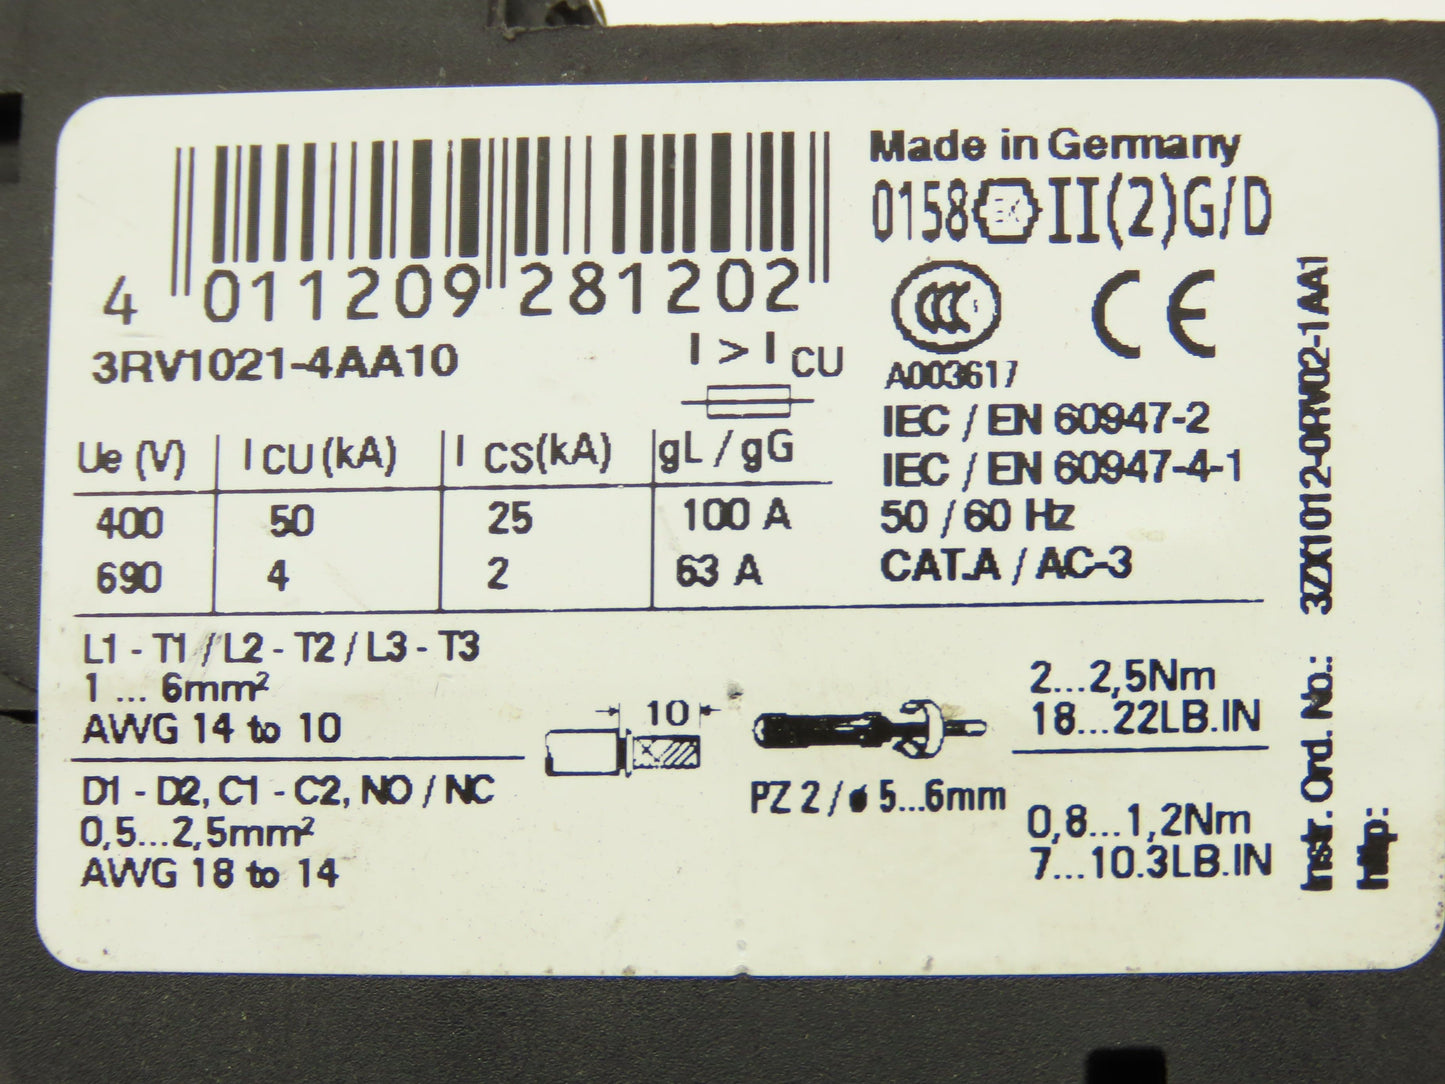 4 011209 281202
3RV1021-4AA10
I > I CU
Ue (V) I CU (kA) I CS (kA) gL / gG
400 50 25 100 A
690 4 2 63 A
Made in Germany
0158 II (2) G/D
CCC S CE
A003617
IEC / EN 60947-2
IEC / EN 60947-4-1
50 / 60 Hz
CAT.A / AC-3
L1 - T1 / L2 - T2 / L3 - T3
1 ... 6mm²
AWG 14 to 10
D1 - D2, C1 - C2, NO / NC
0,5...2,5mm²
AWG 18 to 14
10
PZ 2 / ø 5...6mm
2...2,5Nm
18...22LB.IN
0,8...1,2Nm
7...10.3LB.IN
Instr. Ord. No.: 3ZX1012-0RV02-1AA1
http: